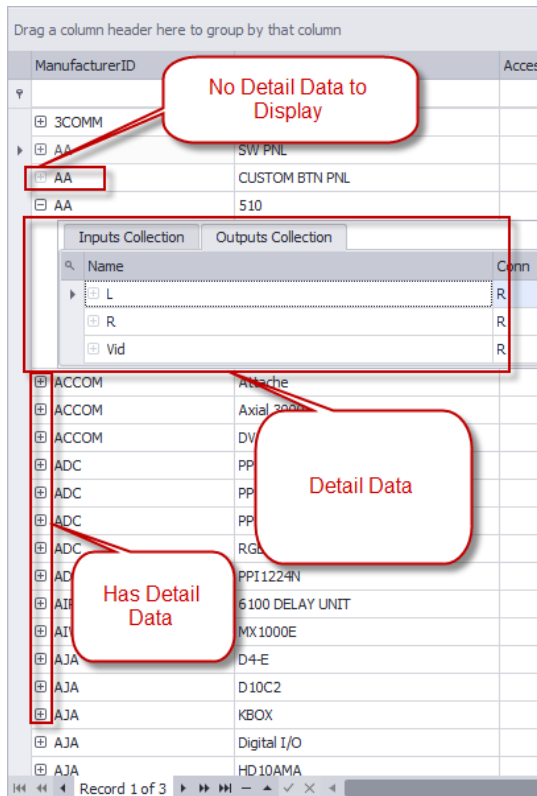 Drag a column header here to group by that column
ManufacturerID
Acces
No Detail Data to
Display
3COMM
AA SW PNL
AA CUSTOM BTN PNL
AA 510
Inputs Collection Outputs Collection
Name Conn
L R
R R
Vid R
ACCOM Attache
ACCOM Axial
ACCOM
ADC
ADC
ADC
ADC
PPI1224N
6100 DELAY UNIT
MX1000E
AJA D4-E
AJA D10C2
AJA KBOX
AJA Digital I/O
AJA HD10AMA
Detail Data
Has Detail
Data
Record 1 of 3